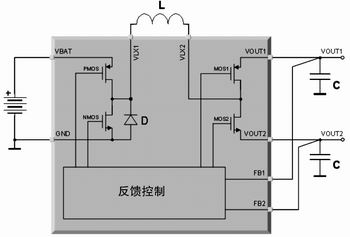 L
VBAT
VLX1
VLX2
VOUT1
VOUT1
PMOS
MOS1
C
NMOS
D
MOS2
GND
VOUT2
VOUT2
C
反馈控制
FB1
FB2